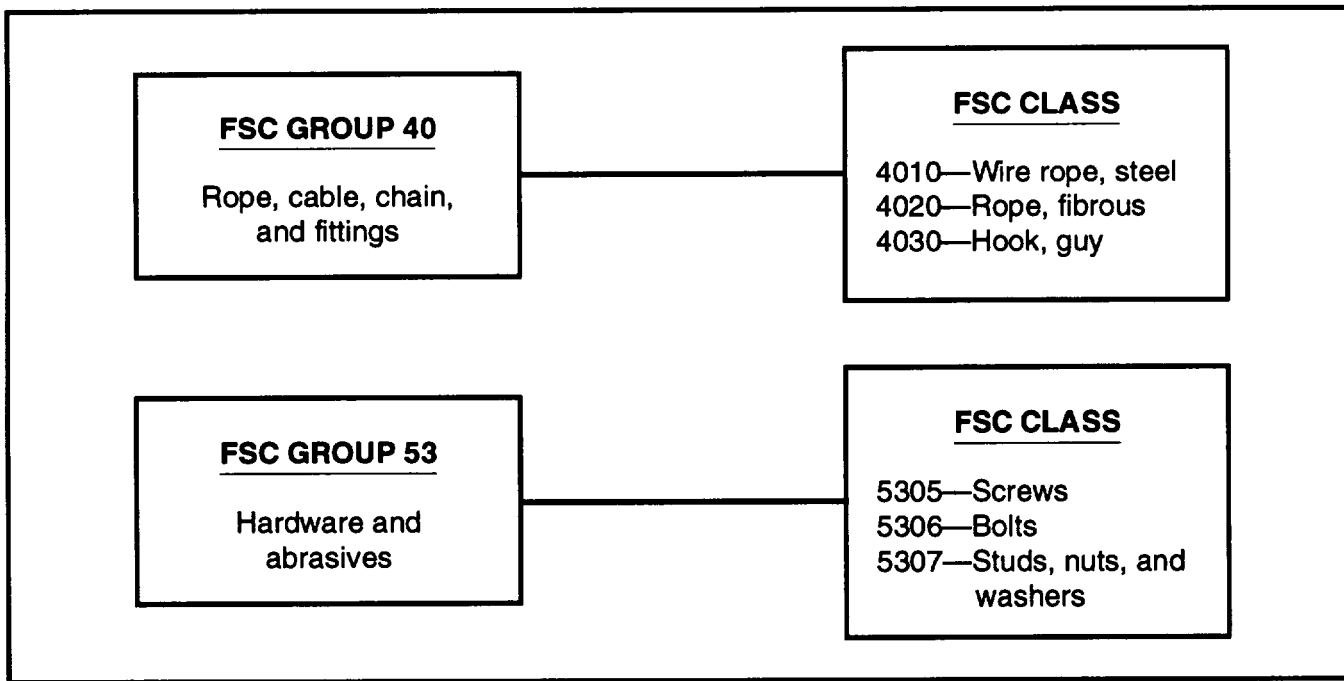 FSC GROUP 40
Rope, cable, chain,
and fittings
FSC CLASS
4010—Wire rope, steel
4020—Rope, fibrous
4030—Hook, guy
FSC GROUP 53
Hardware and
abrasives
FSC CLASS
5305—Screws
5306—Bolts
5307—Studs, nuts, and
washers